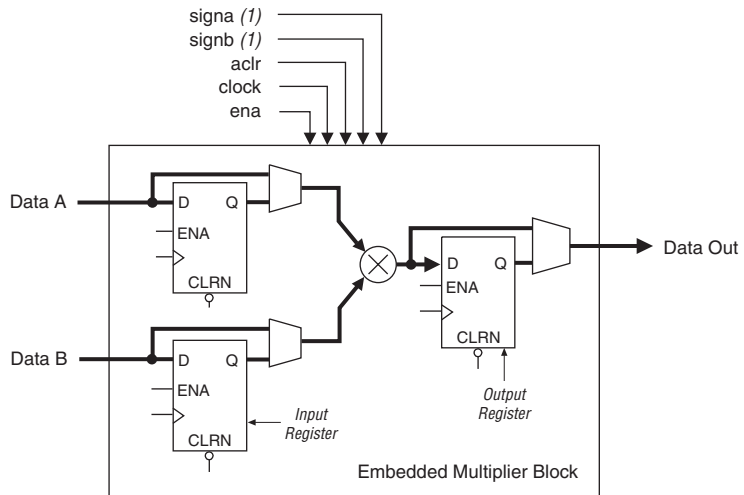 signa (1)
signb (1)
aclr
clock
ena
Data A
D Q
ENA
CLRN
D Q
ENA
CLRN
Data Out
Data B
D Q
ENA
CLRN
Input
Register
Output
Register
Embedded Multiplier Block